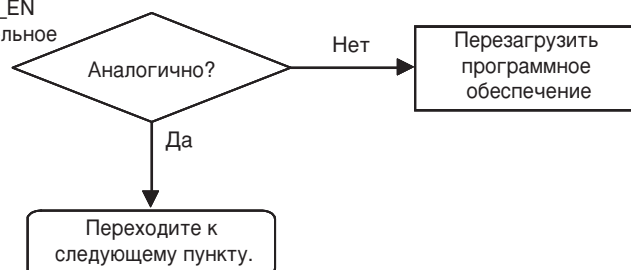 _EN
льное
Аналогично?
Нет
Перезагрузить
программное
обеспечение
Да
Переходите к
следующему пункту.